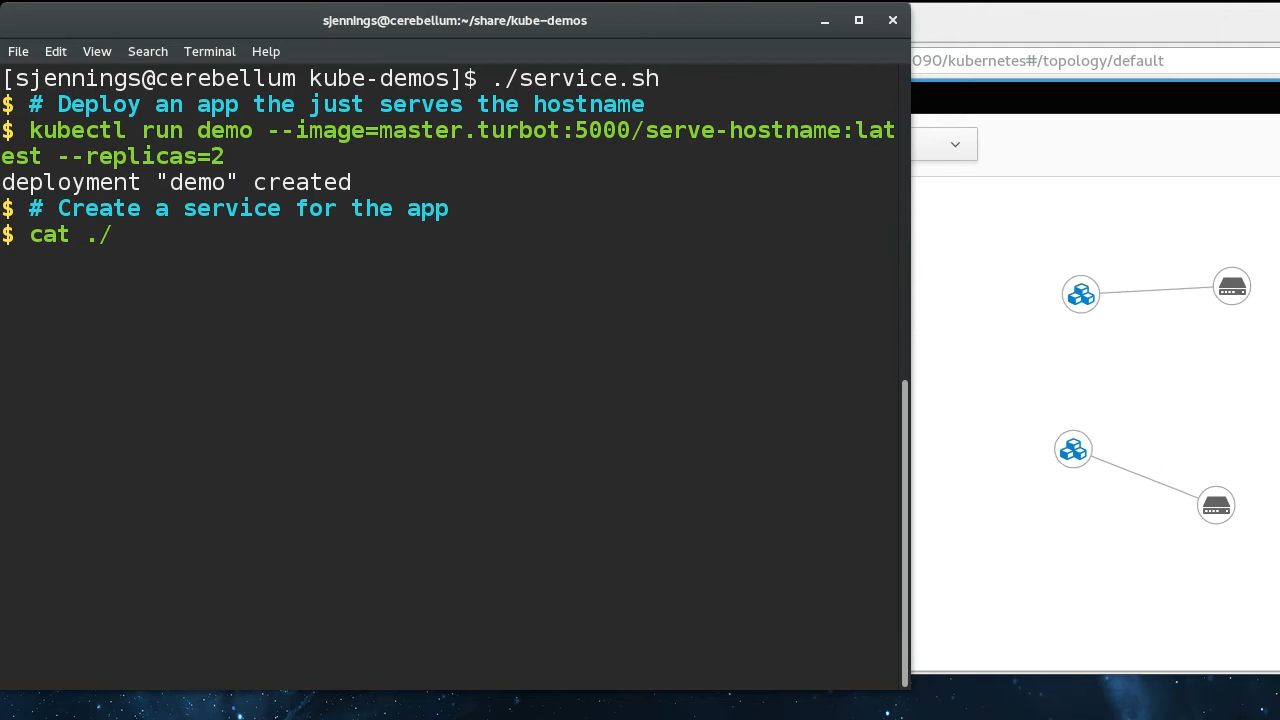 sjennings@cerebellum:~/share/kube-demos
File Edit View Search Terminal Help
090/kubernetes#/topology/default
[sjennings@cerebellum kube-demos]$ ./service.sh
$ # Deploy an app the just serves the hostname
$ kubectl run demo --image=master.turbot:5000/serve-hostname:lat
est --replicas=2
deployment "demo" created
$ # Create a service for the app
$ cat ./